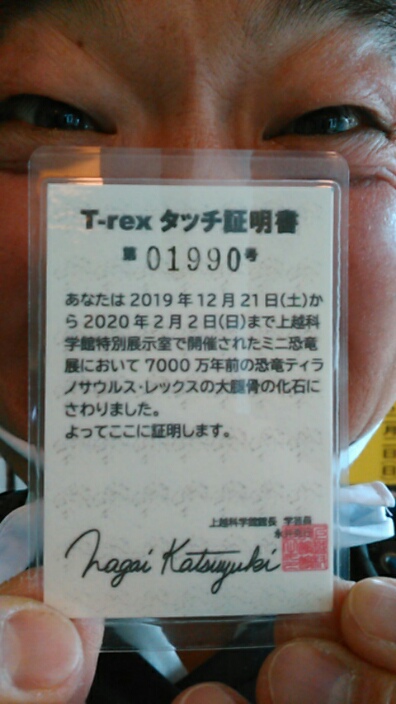 T-rex タッチ証明書
第 01990 号
あなたは 2019 年 12 月 21 日(土)か
ら 2020 年 2 月 2 日(日)まで上越科
学館特別展示室で開催されたミニ恐竜
展において 7000 万年前の恐竜ティラ
ノサウルス・レックスの大腿骨の化石に
さわりました。
よってここに証明します。
上越科学館館長 学芸員
Nagai Katsuyuki
月
日
日